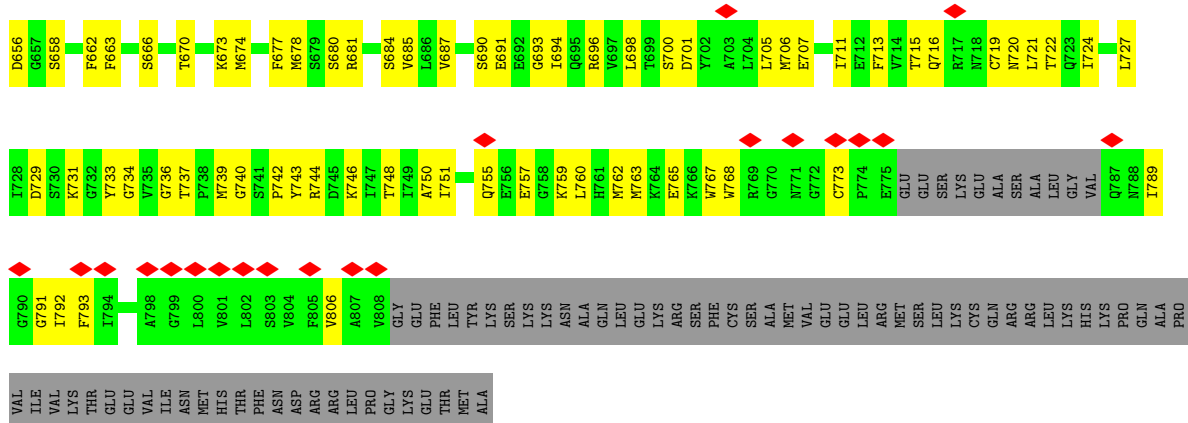 D656 G657 S658 F662 F663 S666 T670 K673 M674 F677 M678 S679 S680 R681 S684 V685 L686 V687 S690 E691 E692 G693 I694 Q695 R696 V697 L698 T699 S700 D701 Y702 A703 L704 L705 M706 E707 I711 E712 F713 V714 T715 Q716 R717 N718 C719 N720 L721 T722 Q723 I724 L727
I728 D729 S730 K731 G732 Y733 G734 V735 G736 T737 P738 M739 G740 S741 P742 Y743 R744 D745 K746 I747 T748 I749 A750 I751 Q755 E756 E757 G758 K759 L760 H761 M762 M763 K764 E765 K766 W767 W768 R769 G770 N771 G772 C773 P774 E775 GLU GLU SER LYS GLU ALA SER ALA LEU GLY VAL Q787 N788 I789
G790 G791 I792 F793 I794 A798 G799 L800 V801 L802 S803 V804 F805 V806 A807 V808 GLY GLU PHE LEU TYR LYS SER LYS LYS ASN ALA GLN LEU GLU LYS ARG SER PHE CYS SER ALA MET VAL GLU GLU LEU ARG MET SER LEU LYS CYS GLN ARG ARG LEU LYS HIS LYS PRO GLN ALA PRO
VAL ILE VAL LYS THR GLU GLU VAL ILE ASN MET HIS THR PHE ASN ASP ARG ARG LEU PRO GLY LYS GLU THR MET ALA